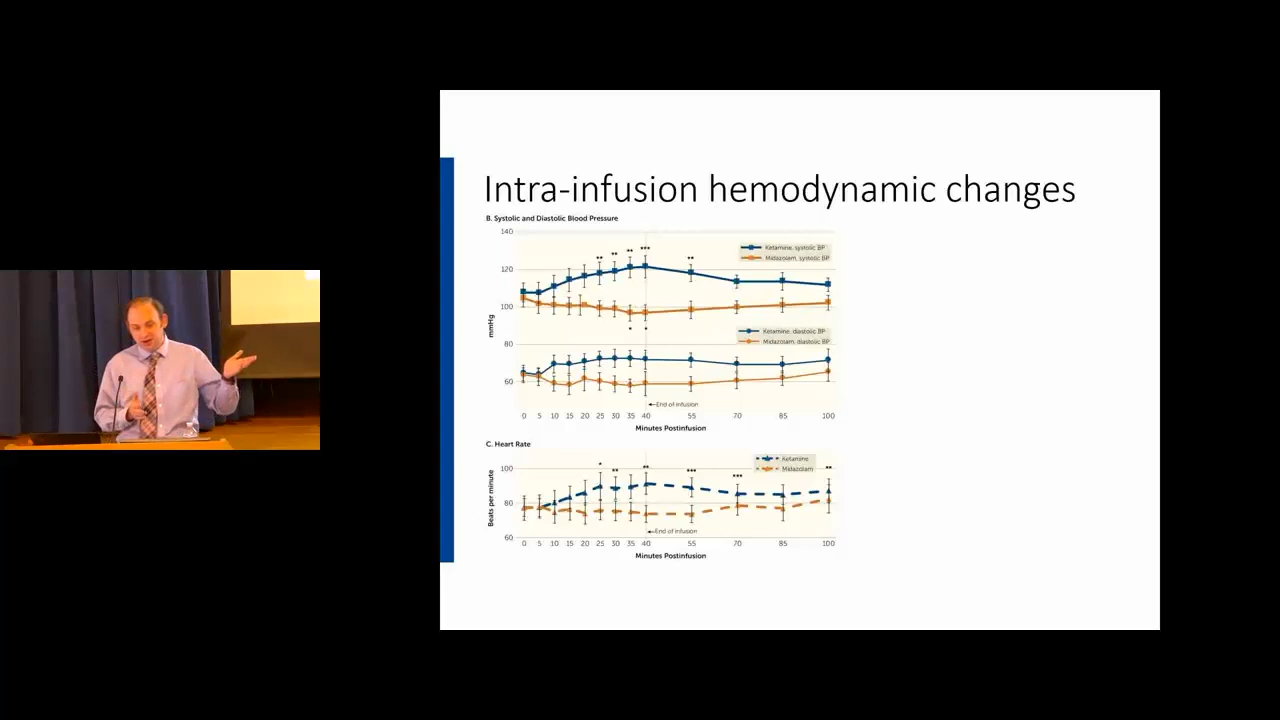 Intra-infusion hemodynamic changes
B. Systolic and Diastolic Blood Pressure
140
120
100
80
60
mmHg
** ** ** *** **
* *
Ketamine, systolic BP
Midazolam, systolic BP
Ketamine, diastolic BP
Midazolam, diastolic BP
End of infusion
0 5 10 15 20 25 30 35 40 55 70 85 100
Minutes Postinfusion
C. Heart Rate
100
80
60
Beats per minute
* ** ** *** *** **
Ketamine
Midazolam
End of infusion
0 5 10 15 20 25 30 35 40 55 70 85 100
Minutes Postinfusion